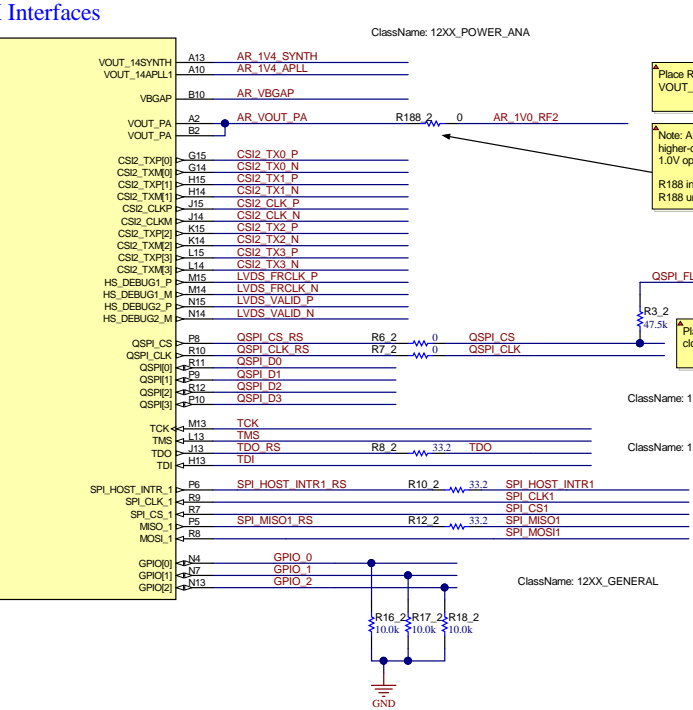 Interfaces
ClassName: 12XX_POWER_ANA
VOUT_14SYNTH A13 AR_1V4_SYNTH
VOUT_14APLL1 A10 AR_1V4_APLL
Place R
VOUT_
VBGAP B10 AR_VBGAP
VOUT_PA A2 AR_VOUT_PA R188_2 0 AR_1V0_RF2
VOUT_PA B2
Note: A
higher-c
1.0V op
R188 in
R188 u
CSI2_TXP[0] G15 CSI2_TX0_P
CSI2_TXM[0] G14 CSI2_TX0_N
CSI2_TXP[1] H15 CSI2_TX1_P
CSI2_TXM[1] H14 CSI2_TX1_N
CSI2_CLKP J15 CSI2_CLK_P
CSI2_CLKM J14 CSI2_CLK_N
CSI2_TXP[2] K15 CSI2_TX2_P
CSI2_TXM[2] K14 CSI2_TX2_N
CSI2_TXP[3] L15 CSI2_TX3_P
CSI2_TXM[3] L14 CSI2_TX3_N
HS_DEBUG1_P M15 LVDS_FRCLK_P
HS_DEBUG1_M M14 LVDS_FRCLK_N
HS_DEBUG2_P N15 LVDS_VALID_P
HS_DEBUG2_M N14 LVDS_VALID_N
QSPI_FL
R3_2
47.5k
Pl
clo
QSPI_CS P8 QSPI_CS_RS R6_2 0 QSPI_CS
QSPI_CLK R10 QSPI_CLK_RS R7_2 0 QSPI_CLK
QSPI[0] R11 QSPI_D0
QSPI[1] P9 QSPI_D1
QSPI[2] R12 QSPI_D2
QSPI[3] P10 QSPI_D3
ClassName: 1
TCK M13 TCK
TMS L13 TMS
TDO J13 TDO_RS R8_2 33.2 TDO
TDI H13 TDI
ClassName: 1
SPI_HOST_INTR_1 P6 SPI_HOST_INTR1_RS R10_2 33.2 SPI_HOST_INTR1
SPI_CLK_1 R9 SPI_CLK1
SPI_CS_1 R7 SPI_CS1
MISO_1 P5 SPI_MISO1_RS R12_2 33.2 SPI_MISO1
MOSI_1 R8 SPI_MOSI1
GPIO[0] N4 GPIO_0
GPIO[1] N7 GPIO_1
GPIO[2] N13 GPIO_2
ClassName: 12XX_GENERAL
R16_2 R17_2 R18_2
10.0k 10.0k 10.0k
GND